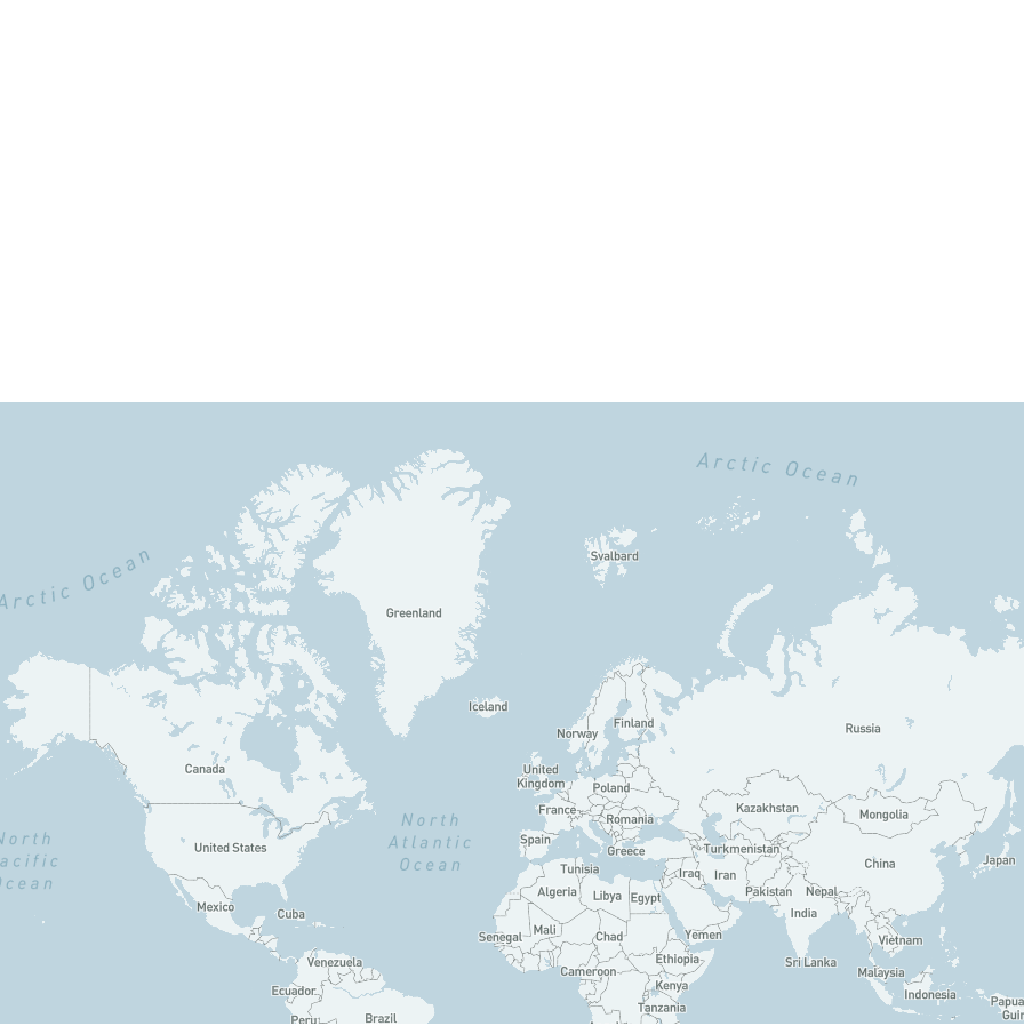 Arctic Ocean
Arctic Ocean
Svalbard
Greenland
Iceland
Norway
Finland
Russia
Canada
United
Kingdom
Poland
Kazakhstan
Mongolia
France
Romania
North
Atlantic
Ocean
North
acific
Ocean
United States
Spain
Greece
Turkmenistan
China
Japan
Tunisia
Algeria
Libya
Egypt
Iraq
Iran
Pakistan
Nepal
India
Mexico
Cuba
Senegal
Mali
Chad
Yemen
Vietnam
Venezuela
Cameroon
Ethiopia
Sri Lanka
Malaysia
Ecuador
Kenya
Indonesia
Papua
Guin
Peru
Brazil
Tanzania